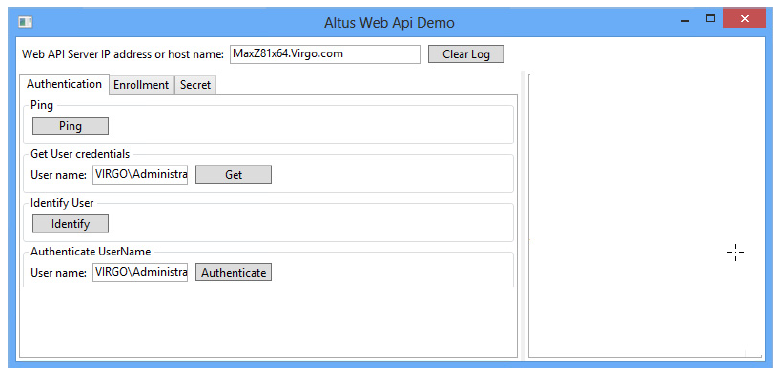 Altus Web Api Demo
Web API Server IP address or host name: MaxZ81x64.Virgo.com Clear Log
Authentication Enrollment Secret
Ping
Ping
Get User credentials
User name: VIRGO\Administra Get
Identify User
Identify
Authenticate UserName
User name: VIRGO\Administra Authenticate